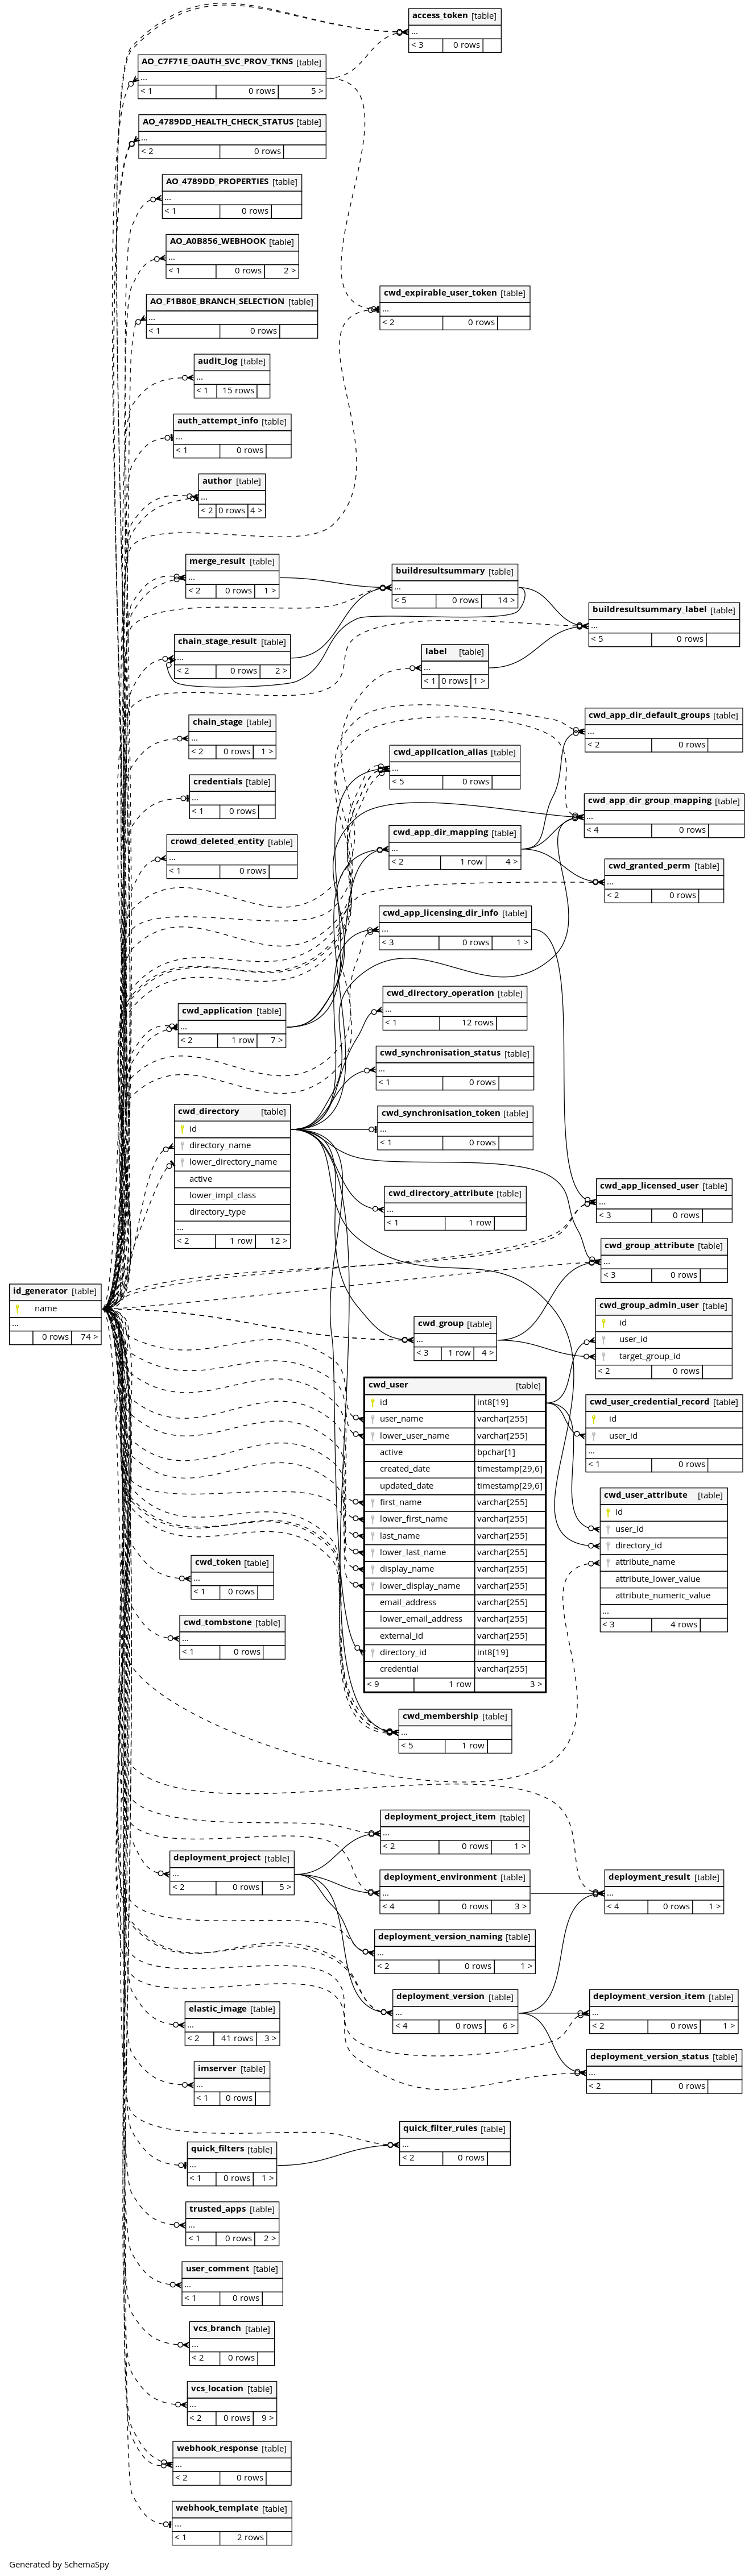 access_token [table]
...
< 3 0 rows
AO_C7F71E_OAUTH_SVC_PROV_TKNS [table]
...
< 1 0 rows 5 >
AO_4789DD_HEALTH_CHECK_STATUS [table]
...
< 2 0 rows
AO_4789DD_PROPERTIES [table]
...
< 1 0 rows
AO_A0B856_WEBHOOK [table]
...
< 1 0 rows 2 >
cwd_expirable_user_token [table]
...
< 2 0 rows
AO_F1B80E_BRANCH_SELECTION [table]
...
< 1 0 rows
audit_log [table]
...
< 1 15 rows
auth_attempt_info [table]
...
< 1 0 rows
author [table]
...
< 2 0 rows 4 >
merge_result [table]
...
< 2 0 rows 1 >
buildresultsummary [table]
...
< 5 0 rows 14 >
buildresultsummary_label [table]
...
< 5 0 rows
chain_stage_result [table]
...
< 2 0 rows 2 >
label [table]
...
< 1 0 rows 1 >
chain_stage [table]
...
< 2 0 rows 1 >
cwd_app_dir_default_groups [table]
...
< 2 0 rows
cwd_application_alias [table]
...
< 5 0 rows
credentials [table]
...
< 1 0 rows
cwd_app_dir_group_mapping [table]
...
< 4 0 rows
cwd_app_dir_mapping [table]
...
< 2 1 row 4 >
crowd_deleted_entity [table]
...
< 1 0 rows
cwd_granted_perm [table]
...
< 2 0 rows
cwd_app_licensing_dir_info [table]
...
< 3 0 rows 1 >
cwd_directory_operation [table]
...
< 1 12 rows
cwd_application [table]
...
< 2 1 row 7 >
cwd_synchronisation_status [table]
...
< 1 0 rows
cwd_synchronisation_token [table]
...
< 1 0 rows
cwd_directory [table]
id
directory_name
lower_directory_name
active
lower_impl_class
directory_type
...
< 2 1 row 12 >
cwd_directory_attribute [table]
...
< 1 1 row
cwd_app_licensed_user [table]
...
< 3 0 rows
cwd_group_attribute [table]
...
< 3 0 rows
id_generator [table]
name
...
0 rows 74 >
cwd_group [table]
...
< 3 1 row 4 >
cwd_group_admin_user [table]
id
user_id
target_group_id
< 2 0 rows
cwd_user [table]
id int8[19]
user_name varchar[255]
lower_user_name varchar[255]
active bpchar[1]
created_date timestamp[29,6]
updated_date timestamp[29,6]
first_name varchar[255]
lower_first_name varchar[255]
last_name varchar[255]
lower_last_name varchar[255]
display_name varchar[255]
lower_display_name varchar[255]
email_address varchar[255]
lower_email_address varchar[255]
external_id varchar[255]
directory_id int8[19]
credential varchar[255]
< 9 1 row 3 >
cwd_user_credential_record [table]
id
user_id
...
< 1 0 rows
cwd_user_attribute [table]
id
user_id
directory_id
attribute_name
attribute_lower_value
attribute_numeric_value
...
< 3 4 rows
cwd_token [table]
...
< 1 0 rows
cwd_tombstone [table]
...
< 1 0 rows
cwd_membership [table]
...
< 5 1 row
deployment_project_item [table]
...
< 2 0 rows 1 >
deployment_project [table]
...
< 2 0 rows 5 >
deployment_environment [table]
...
< 4 0 rows 3 >
deployment_result [table]
...
< 4 0 rows 1 >
deployment_version_naming [table]
...
< 2 0 rows 1 >
deployment_version [table]
...
< 4 0 rows 6 >
deployment_version_item [table]
...
< 2 0 rows 1 >
elastic_image [table]
...
< 2 41 rows 3 >
deployment_version_status [table]
...
< 2 0 rows
imserver [table]
...
< 1 0 rows
quick_filter_rules [table]
...
< 2 0 rows
quick_filters [table]
...
< 1 0 rows 1 >
trusted_apps [table]
...
< 1 0 rows 2 >
user_comment [table]
...
< 1 0 rows
vcs_branch [table]
...
< 2 0 rows
vcs_location [table]
...
< 2 0 rows 9 >
webhook_response [table]
...
< 2 0 rows
webhook_template [table]
...
< 1 2 rows
Generated by SchemaSpy